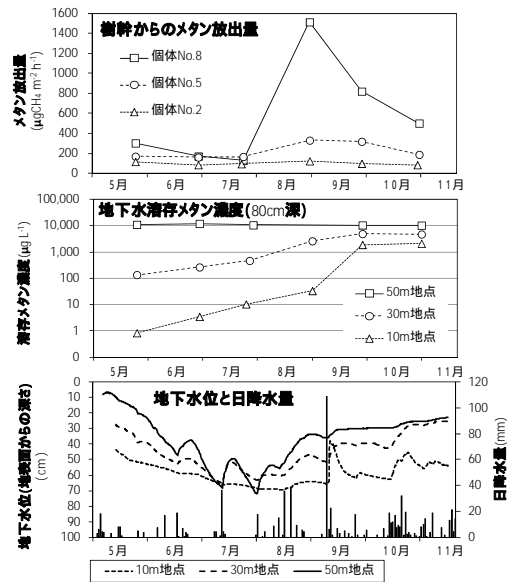 樹幹からのメタン放出量
メタン放出量
(μgCH4 m-2 h-1)
1600
1400
1200
1000
800
600
400
200
0
個体No.8
個体No.5
個体No.2
5月 6月 7月 8月 9月 10月 11月
地下水溶存メタン濃度(80cm深)
溶存メタン濃度(μg L-1)
100,000
10,000
1,000
100
10
1
0
50m地点
30m地点
10m地点
5月 6月 7月 8月 9月 10月 11月
地下水位と日降水量
地下水位(地表面からの深さ)
(cm)
0
10
20
30
40
50
60
70
80
90
100
120
100
80
60
40
20
0
日降水量(mm)
5月 6月 7月 8月 9月 10月 11月
10m地点 30m地点 50m地点